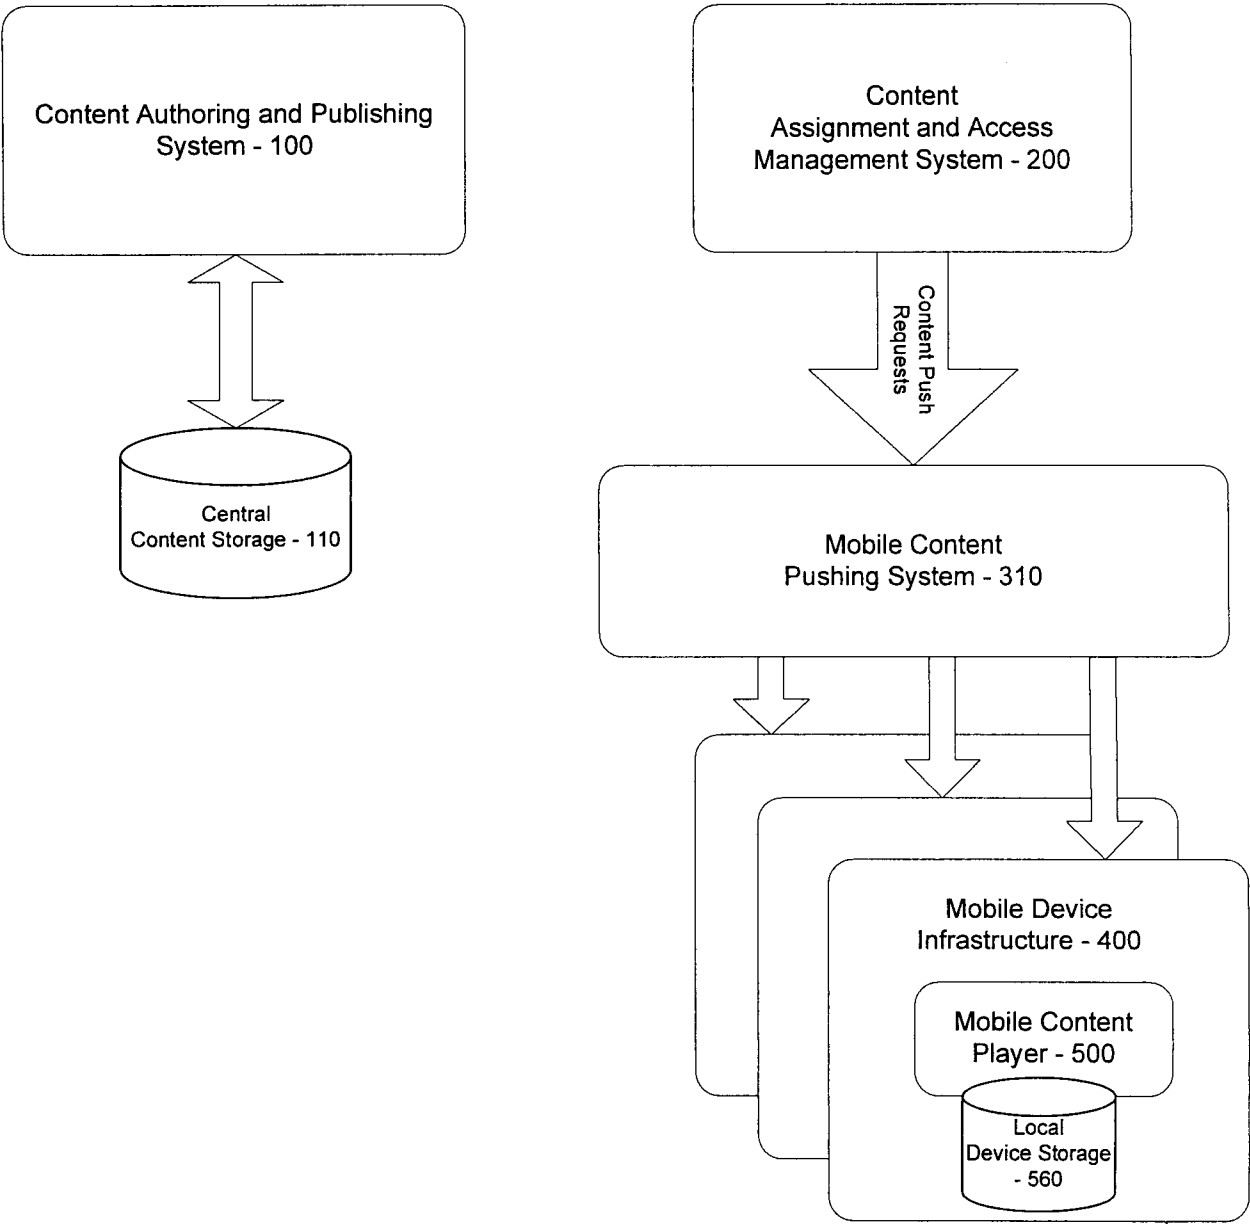 Content Authoring and Publishing
System - 100
Content
Assignment and Access
Management System - 200
Content Push
Requests
Central
Content Storage - 110
Mobile Content
Pushing System - 310
Mobile Device
Infrastructure - 400
Mobile Content
Player - 500
Local
Device Storage
- 560